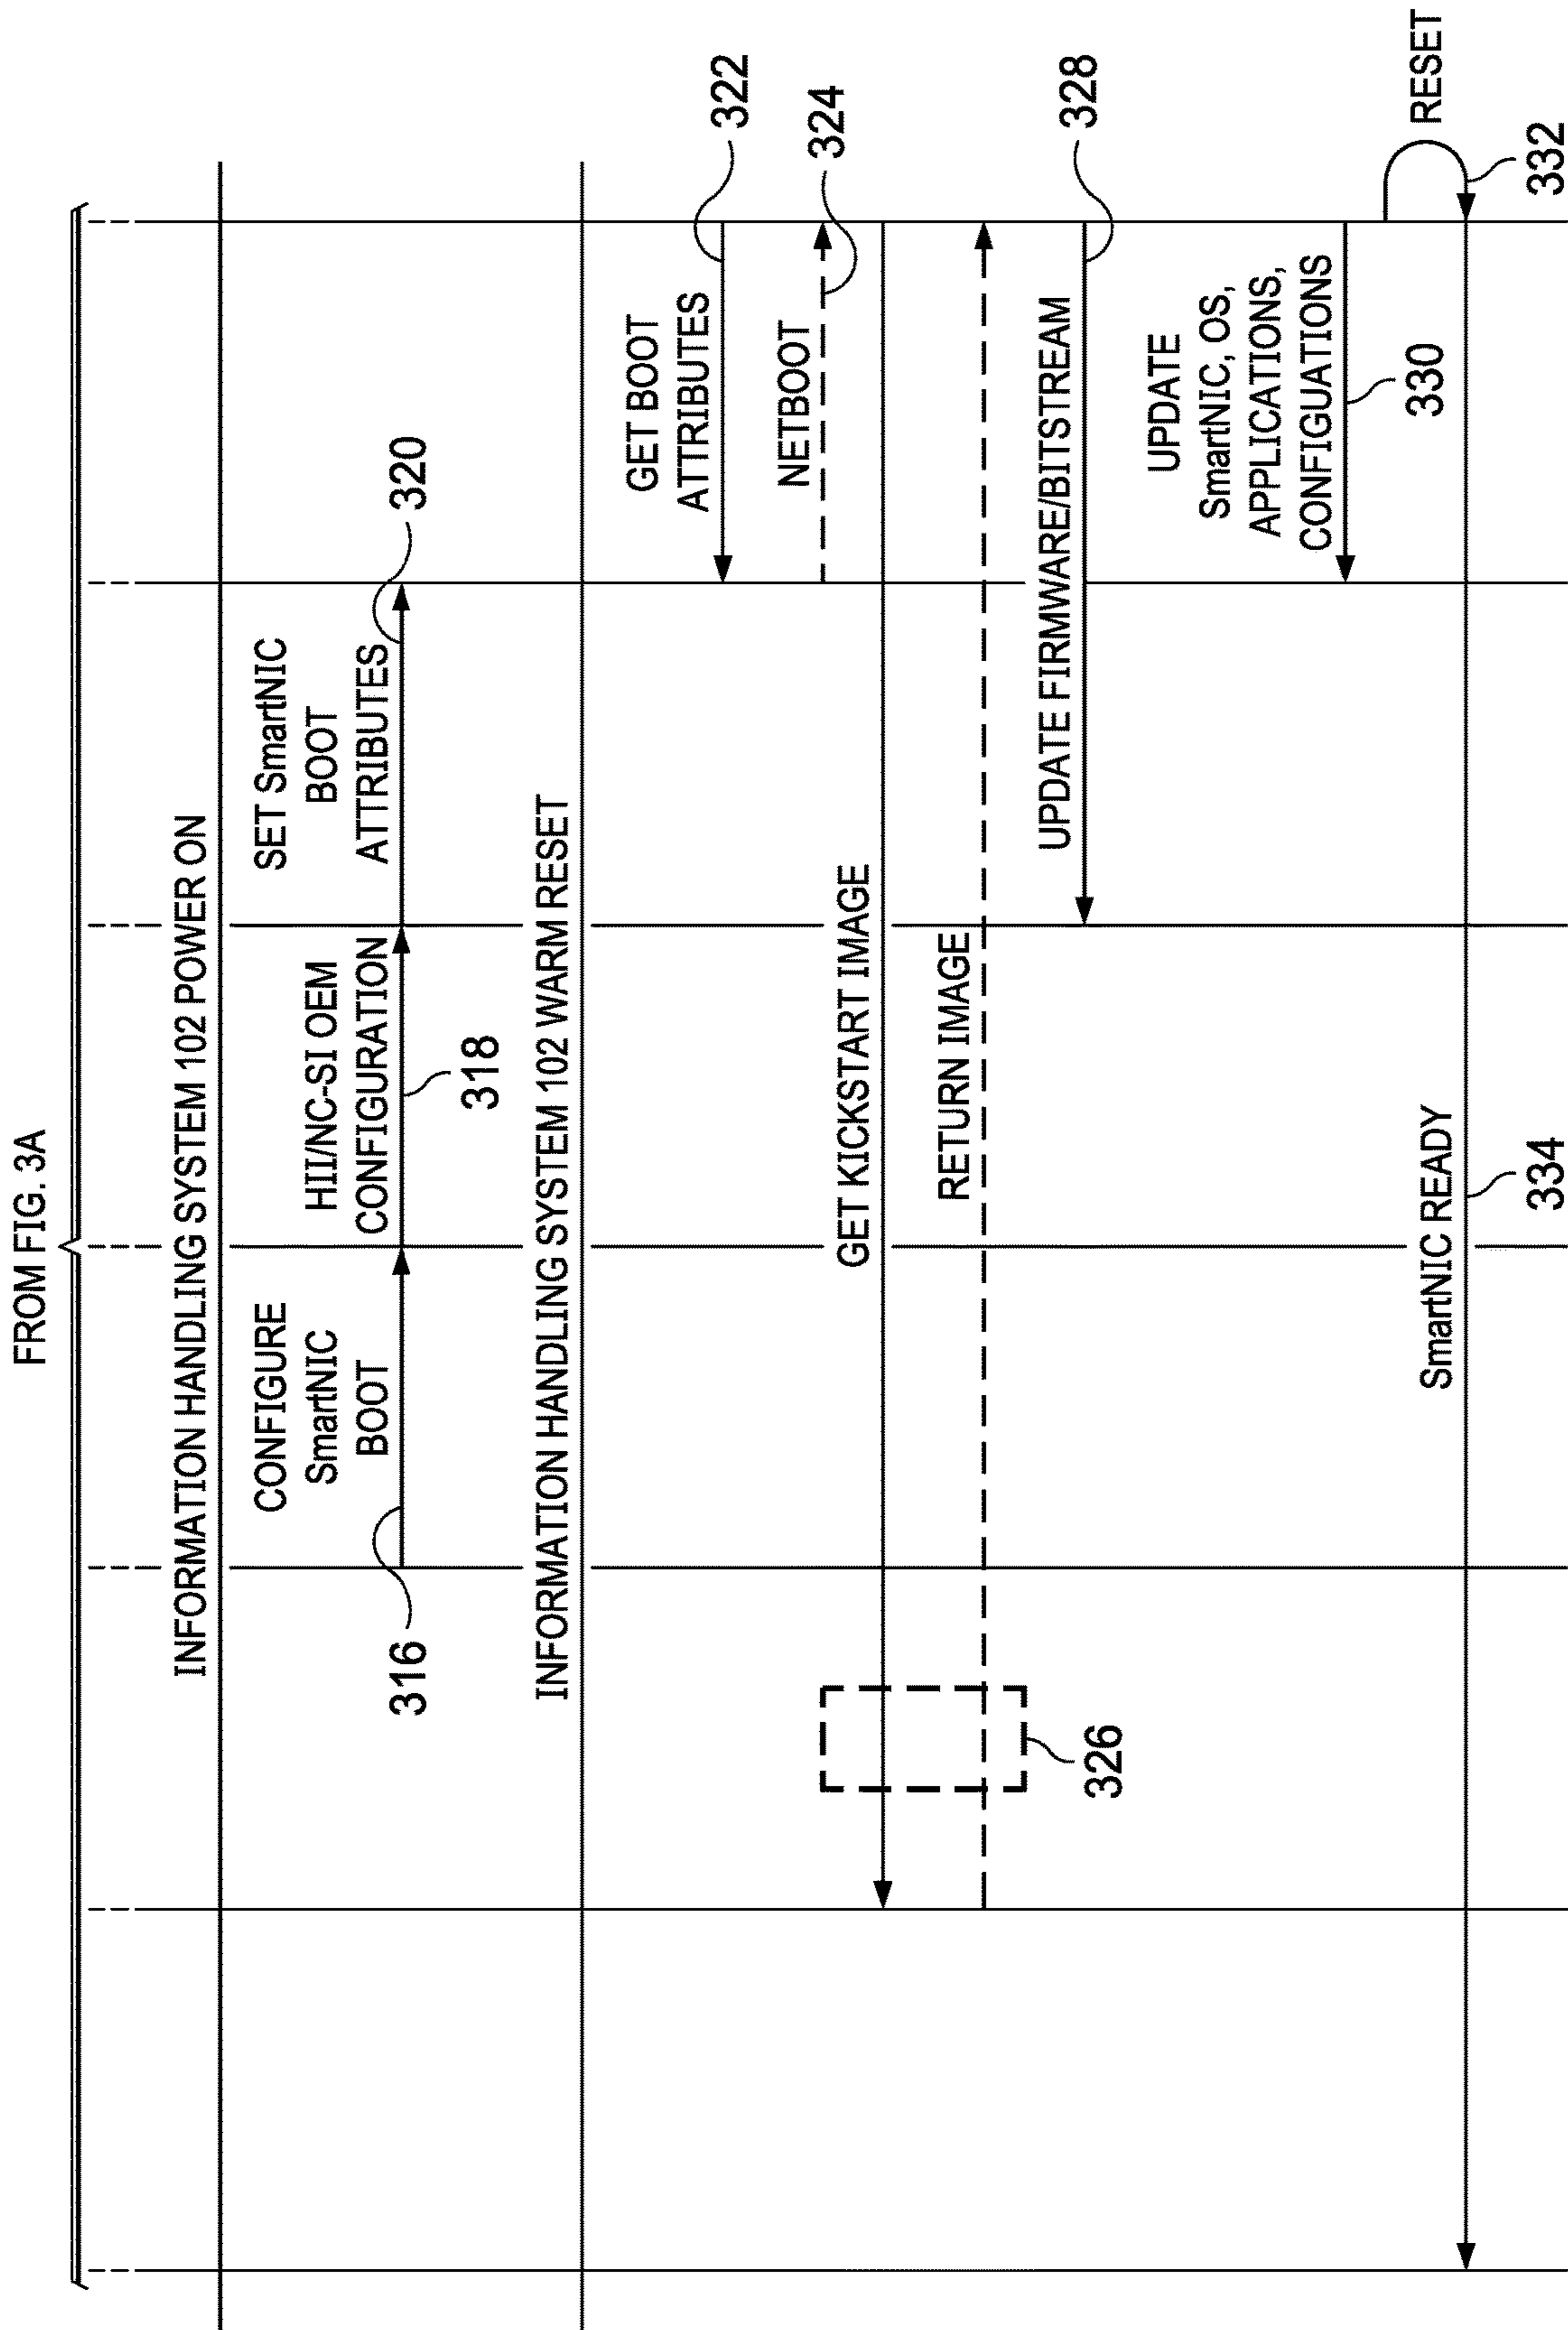 FROM FIG. 3A
INFORMATION HANDLING SYSTEM 102 POWER ON
CONFIGURE
SmartNIC
BOOT
316
HII/NC-SI OEM
CONFIGURATION
318
SET SmartNIC
BOOT
ATTRIBUTES
320
INFORMATION HANDLING SYSTEM 102 WARM RESET
GET BOOT
ATTRIBUTES
322
NETBOOT
324
GET KICKSTART IMAGE
RETURN IMAGE
326
UPDATE FIRMWARE/BITSTREAM
328
UPDATE
SmartNIC, OS,
APPLICATIONS,
CONFIGUATIONS
330
RESET
332
SmartNIC READY
334